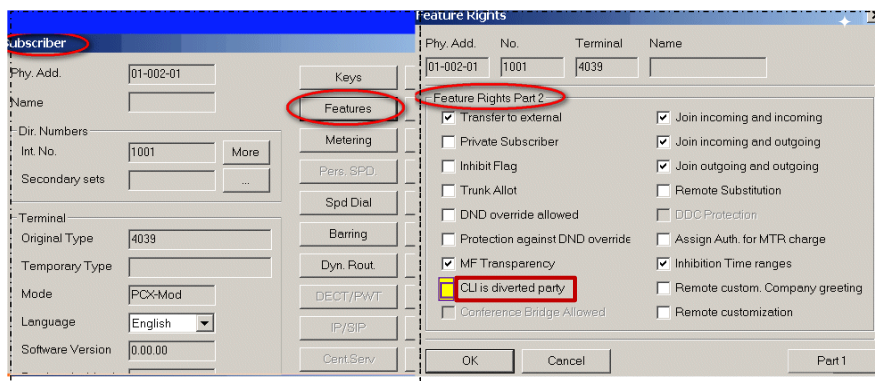 Subscriber
Phy. Add. 01-002-01
Name
Dir. Numbers
Int. No. 1001 More
Secondary sets ...
Terminal
Original Type 4039
Temporary Type
Mode PCX-Mod
Language English
Software Version 0.00.00
Keys
Features
Metering
Pers. SPD.
Spd Dial
Barring
Dyn. Rout.
DECT/PWT
IP/SIP
Cent.Serv
Feature Rights
Phy. Add. No. Terminal Name
01-002-01 1001 4039
Feature Rights Part 2
Transfer to external
Private Subscriber
Inhibit Flag
Trunk Allot
DND override allowed
Protection against DND override
MF Transparency
CLI is diverted party
Conference Bridge Allowed
Join incoming and incoming
Join incoming and outgoing
Join outgoing and outgoing
Remote Substitution
DDC Protection
Assign Auth. for MTR charge
Inhibition Time ranges
Remote custom. Company greeting
Remote customization
OK Cancel Part 1